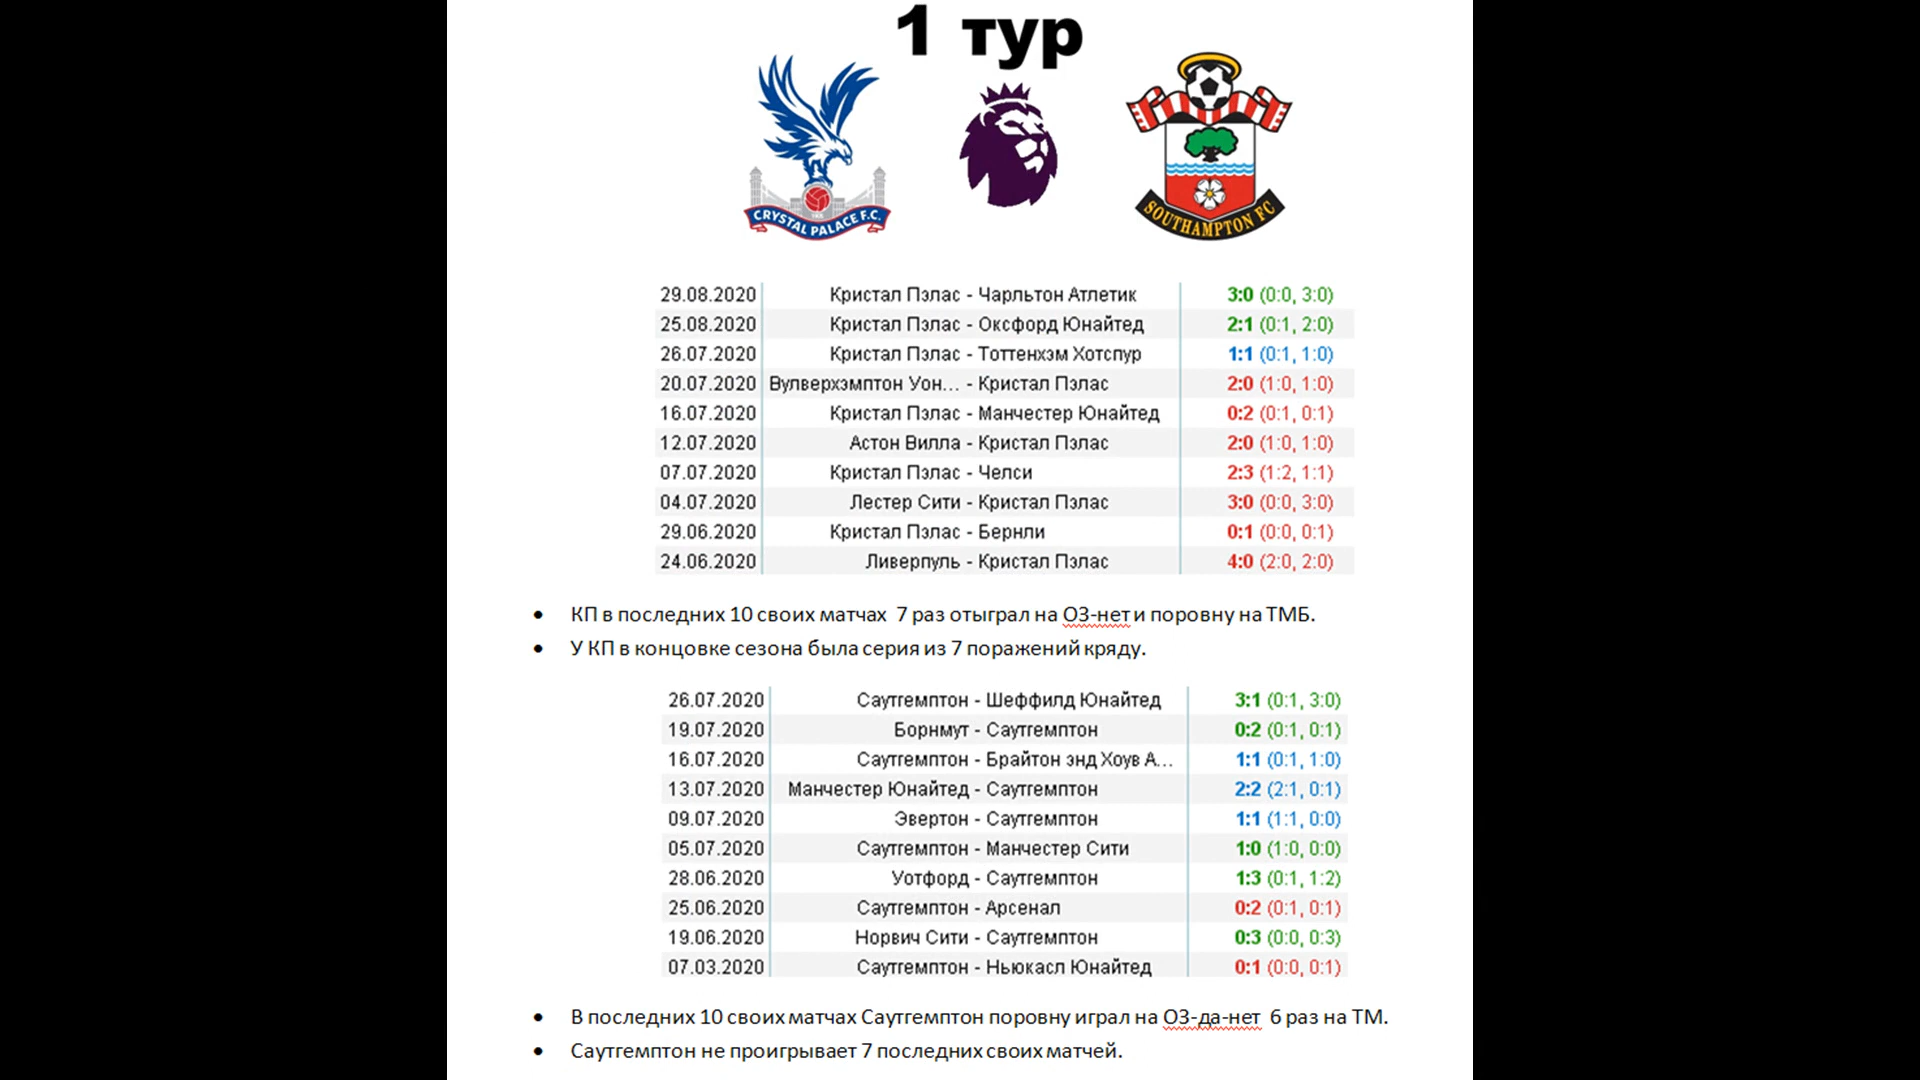 1 тур
CRYSTAL PALACE F.C.
SOUTHAMPTON FC
29.08.2020 Кристал Пэлас - Чарльтон Атлетик 3:0 (0:0, 3:0)
25.08.2020 Кристал Пэлас - Оксфорд Юнайтед 2:1 (0:1, 2:0)
26.07.2020 Кристал Пэлас - Тоттенхэм Хотспур 1:1 (0:1, 1:0)
20.07.2020 Вулверхэмптон Уон... - Кристал Пэлас 2:0 (1:0, 1:0)
16.07.2020 Кристал Пэлас - Манчестер Юнайтед 0:2 (0:1, 0:1)
12.07.2020 Астон Вилла - Кристал Пэлас 2:0 (1:0, 1:0)
07.07.2020 Кристал Пэлас - Челси 2:3 (1:2, 1:1)
04.07.2020 Лестер Сити - Кристал Пэлас 3:0 (0:0, 3:0)
29.06.2020 Кристал Пэлас - Бернли 0:1 (0:0, 0:1)
24.06.2020 Ливерпуль - Кристал Пэлас 4:0 (2:0, 2:0)
• КП в последних 10 своих матчах 7 раз отыграл на ОЗ-нет и поровну на ТМБ.
• У КП в концовке сезона была серия из 7 поражений кряду.
26.07.2020 Саутгемптон - Шеффилд Юнайтед 3:1 (0:1, 3:0)
19.07.2020 Борнмут - Саутгемптон 0:2 (0:1, 0:1)
16.07.2020 Саутгемптон - Брайтон энд Хоув А... 1:1 (0:1, 1:0)
13.07.2020 Манчестер Юнайтед - Саутгемптон 2:2 (2:1, 0:1)
09.07.2020 Эвертон - Саутгемптон 1:1 (1:1, 0:0)
05.07.2020 Саутгемптон - Манчестер Сити 1:0 (1:0, 0:0)
28.06.2020 Уотфорд - Саутгемптон 1:3 (0:1, 1:2)
25.06.2020 Саутгемптон - Арсенал 0:2 (0:1, 0:1)
19.06.2020 Норвич Сити - Саутгемптон 0:3 (0:0, 0:3)
07.03.2020 Саутгемптон - Ньюкасл Юнайтед 0:1 (0:0, 0:1)
• В последних 10 своих матчах Саутгемптон поровну играл на ОЗ-да-нет 6 раз на ТМ.
• Саутгемптон не проигрывает 7 последних своих матчей.